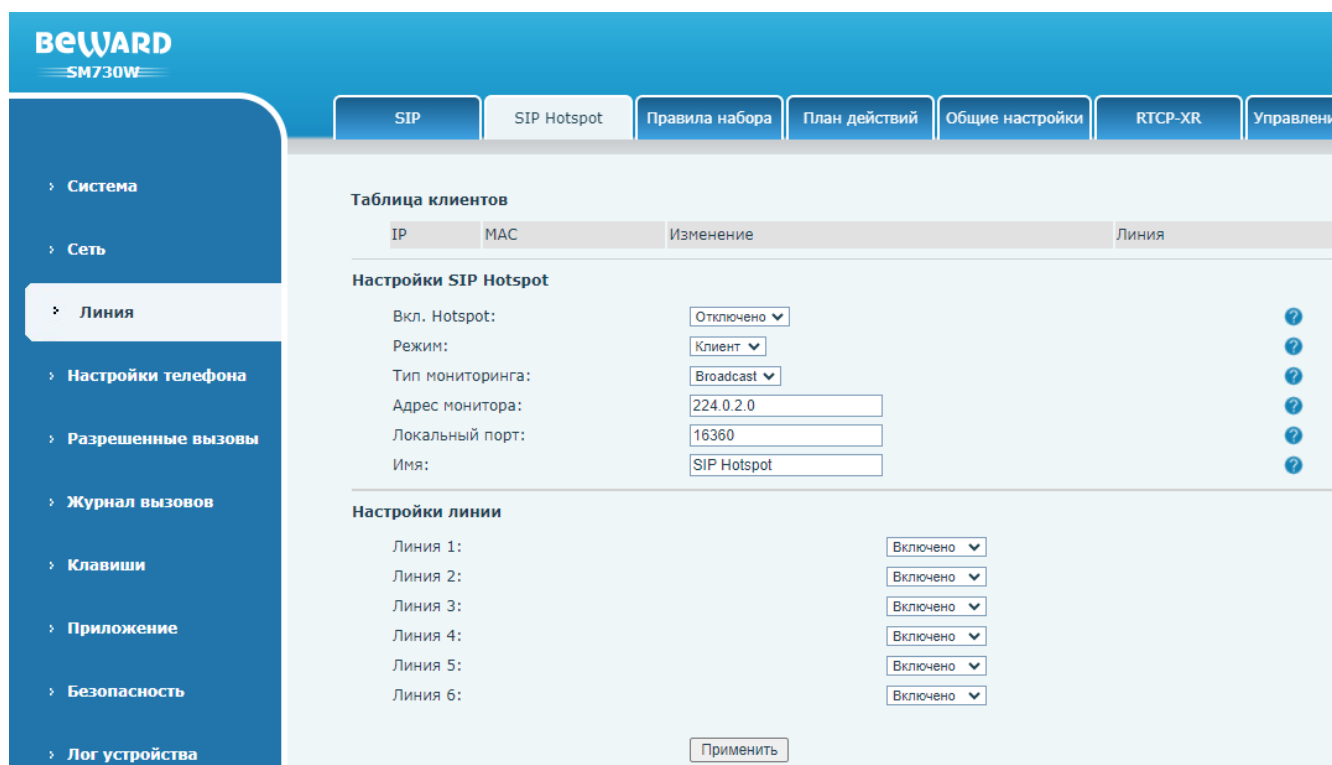 BEWARD
SM730W
SIP
SIP Hotspot
Правила набора
План действий
Общие настройки
RTCP-XR
Система
Сеть
Линия
Настройки телефона
Разрешенные вызовы
Журнал вызовов
Клавиши
Приложение
Безопасность
Лог устройства
Таблица клиентов
IP MAC Изменение Линия
Настройки SIP Hotspot
Вкл. Hotspot: Отключено
Режим: Клиент
Тип мониторинга: Broadcast
Адрес монитора: 224.0.2.0
Локальный порт: 16360
Имя: SIP Hotspot
Настройки линии
Линия 1: Включено
Линия 2: Включено
Линия 3: Включено
Линия 4: Включено
Линия 5: Включено
Линия 6: Включено
Применить